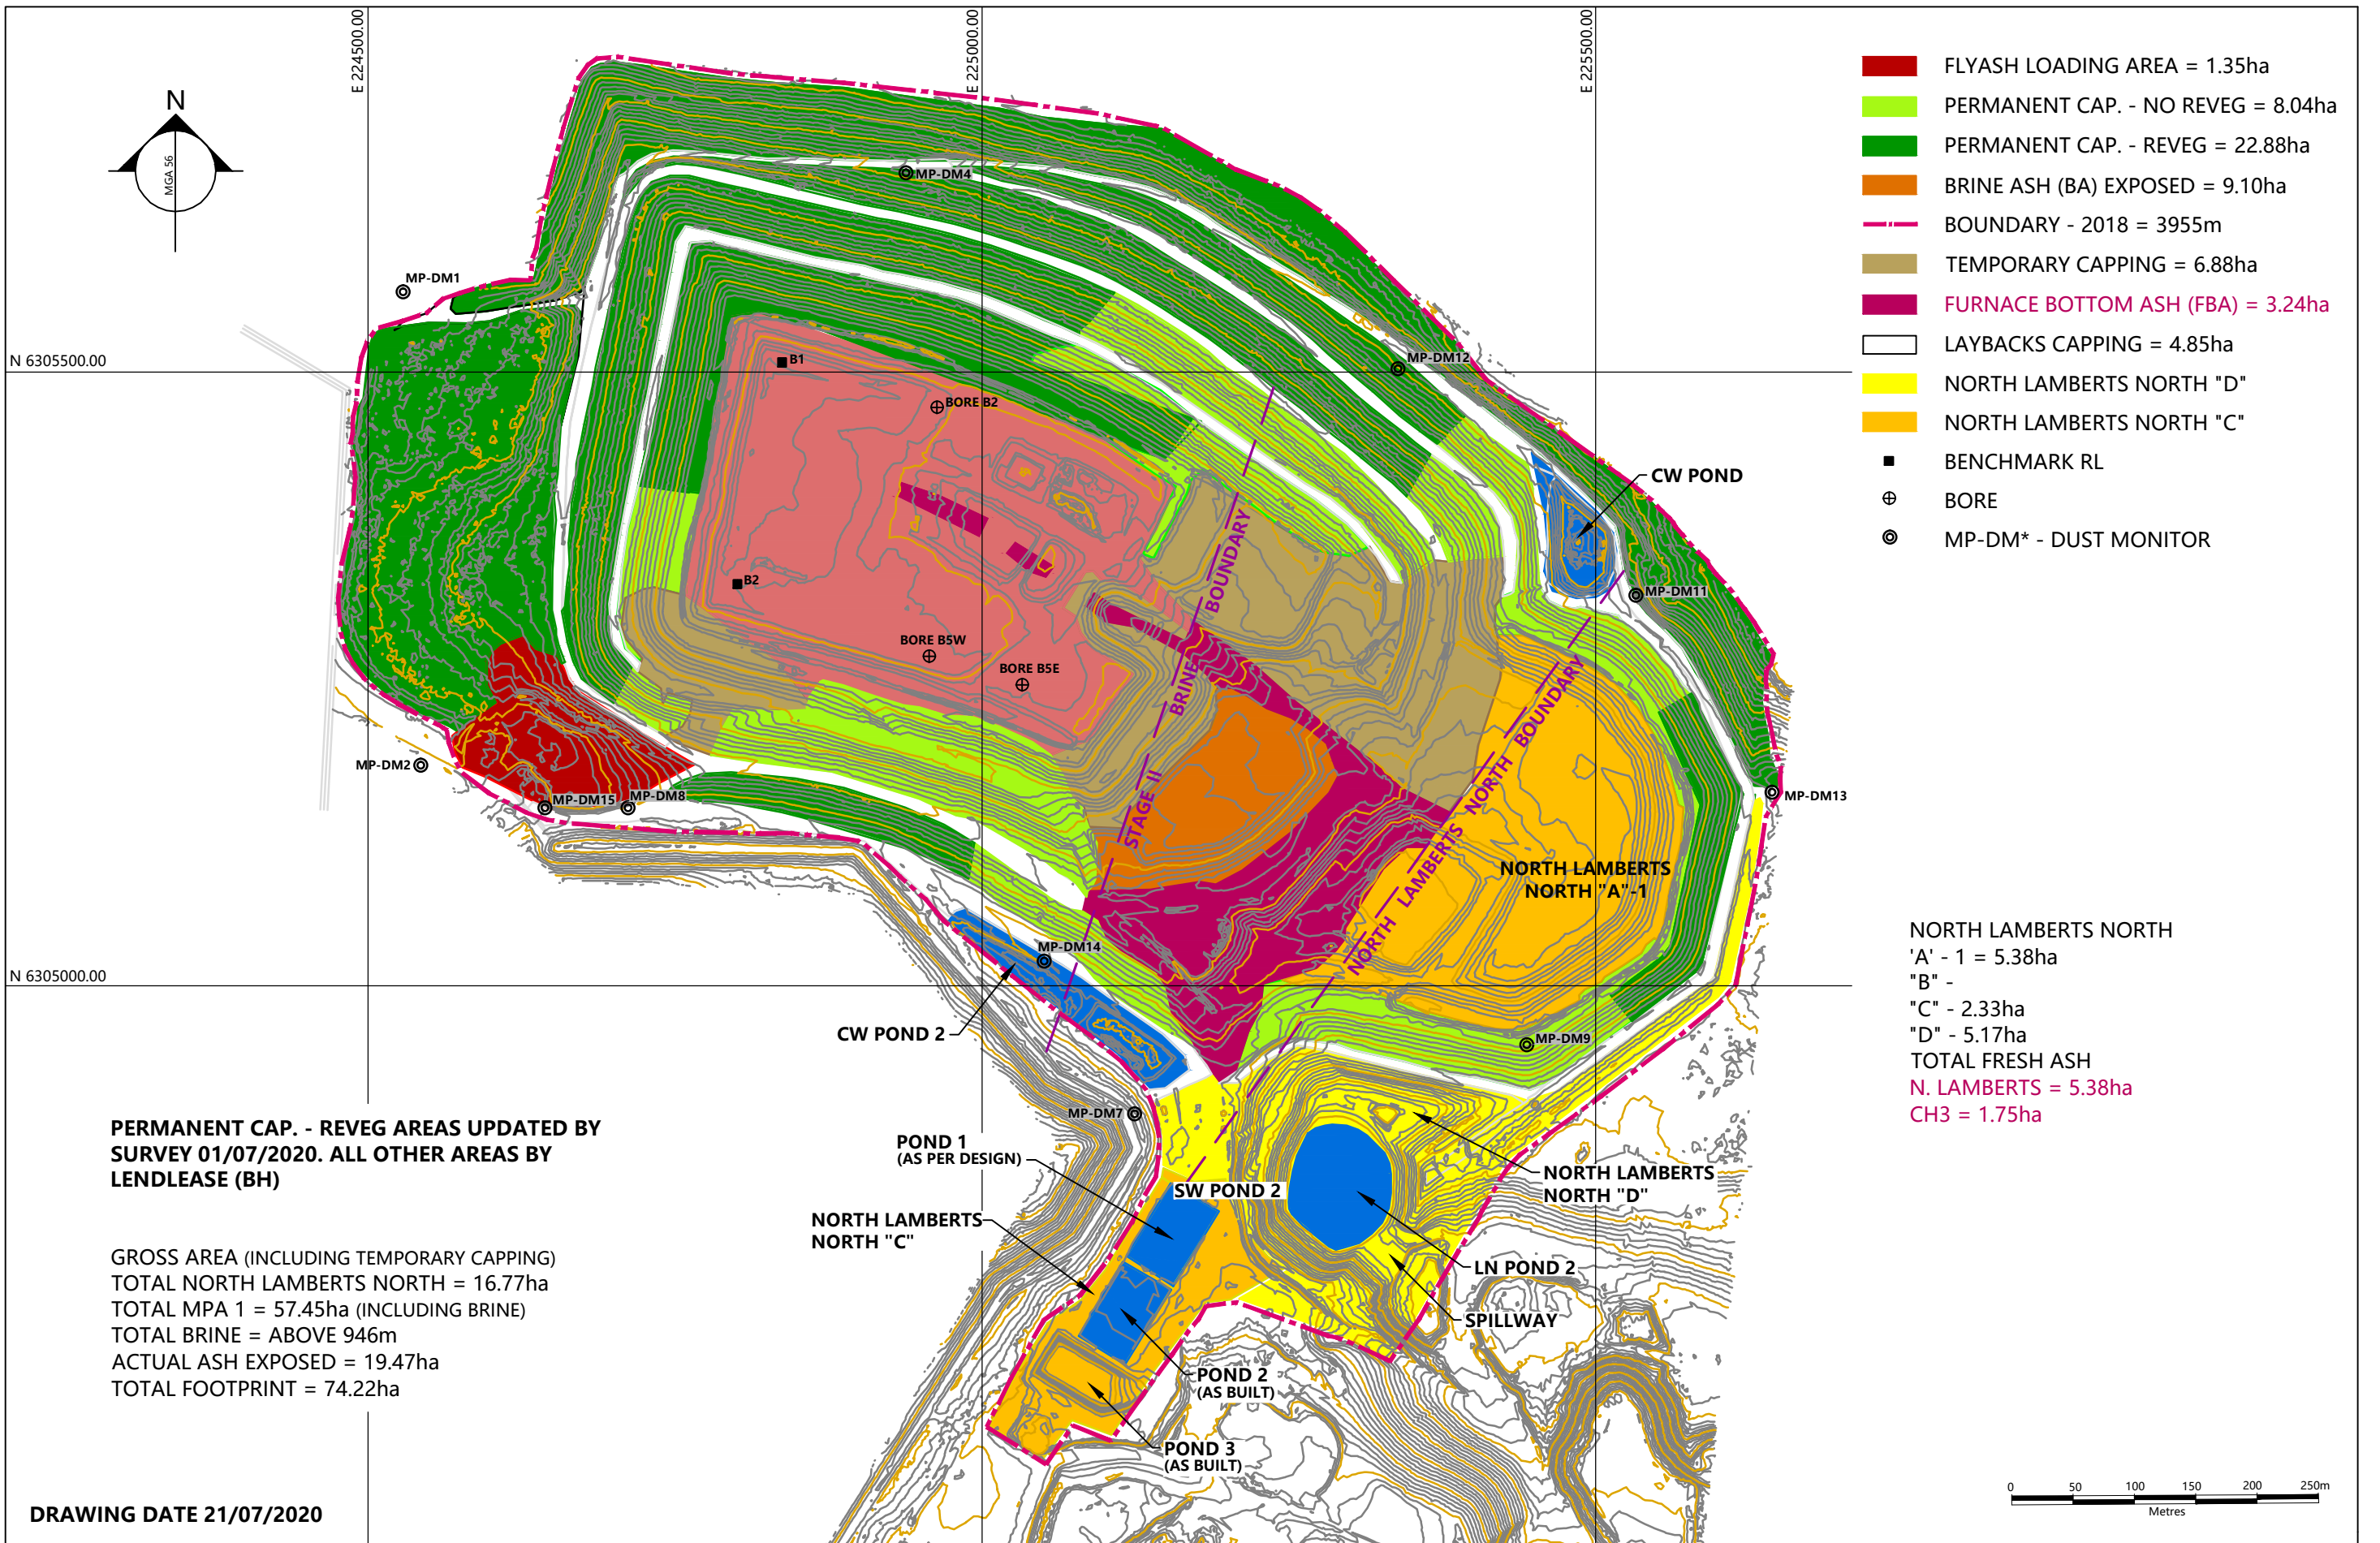 E 224500.00
E 225000.00
E 225500.00
N
MGA 56
FLYASH LOADING AREA = 1.35ha
PERMANENT CAP. - NO REVEG = 8.04ha
PERMANENT CAP. - REVEG = 22.88ha
BRINE ASH (BA) EXPOSED = 9.10ha
BOUNDARY - 2018 = 3955m
TEMPORARY CAPPING = 6.88ha
FURNACE BOTTOM ASH (FBA) = 3.24ha
LAYBACKS CAPPING = 4.85ha
NORTH LAMBERTS NORTH "D"
NORTH LAMBERTS NORTH "C"
BENCHMARK RL
BORE
MP-DM* - DUST MONITOR
MP-DM4
MP-DM1
N 6305500.00
B1
MP-DM12
BORE B2
CW POND
BOUNDARY
B2
MP-DM11
BORE B5W
BORE B5E
BRINE
STAGE II
NORTH LAMBERTS NORTH BOUNDARY
MP-DM2
MP-DM15
MP-DM8
MP-DM13
NORTH LAMBERTS
NORTH "A"-1
MP-DM14
N 6305000.00
CW POND 2
MP-DM9
MP-DM7
NORTH LAMBERTS NORTH
'A' - 1 = 5.38ha
"B" -
"C" - 2.33ha
"D" - 5.17ha
TOTAL FRESH ASH
N. LAMBERTS = 5.38ha
CH3 = 1.75ha
PERMANENT CAP. - REVEG AREAS UPDATED BY
SURVEY 01/07/2020. ALL OTHER AREAS BY
LENDLEASE (BH)
POND 1
(AS PER DESIGN)
SW POND 2
NORTH LAMBERTS
NORTH "D"
NORTH LAMBERTS
NORTH "C"
LN POND 2
SPILLWAY
GROSS AREA (INCLUDING TEMPORARY CAPPING)
TOTAL NORTH LAMBERTS NORTH = 16.77ha
TOTAL MPA 1 = 57.45ha (INCLUDING BRINE)
TOTAL BRINE = ABOVE 946m
ACTUAL ASH EXPOSED = 19.47ha
TOTAL FOOTPRINT = 74.22ha
POND 2
(AS BUILT)
POND 3
(AS BUILT)
0 50 100 150 200 250m
Metres
DRAWING DATE 21/07/2020